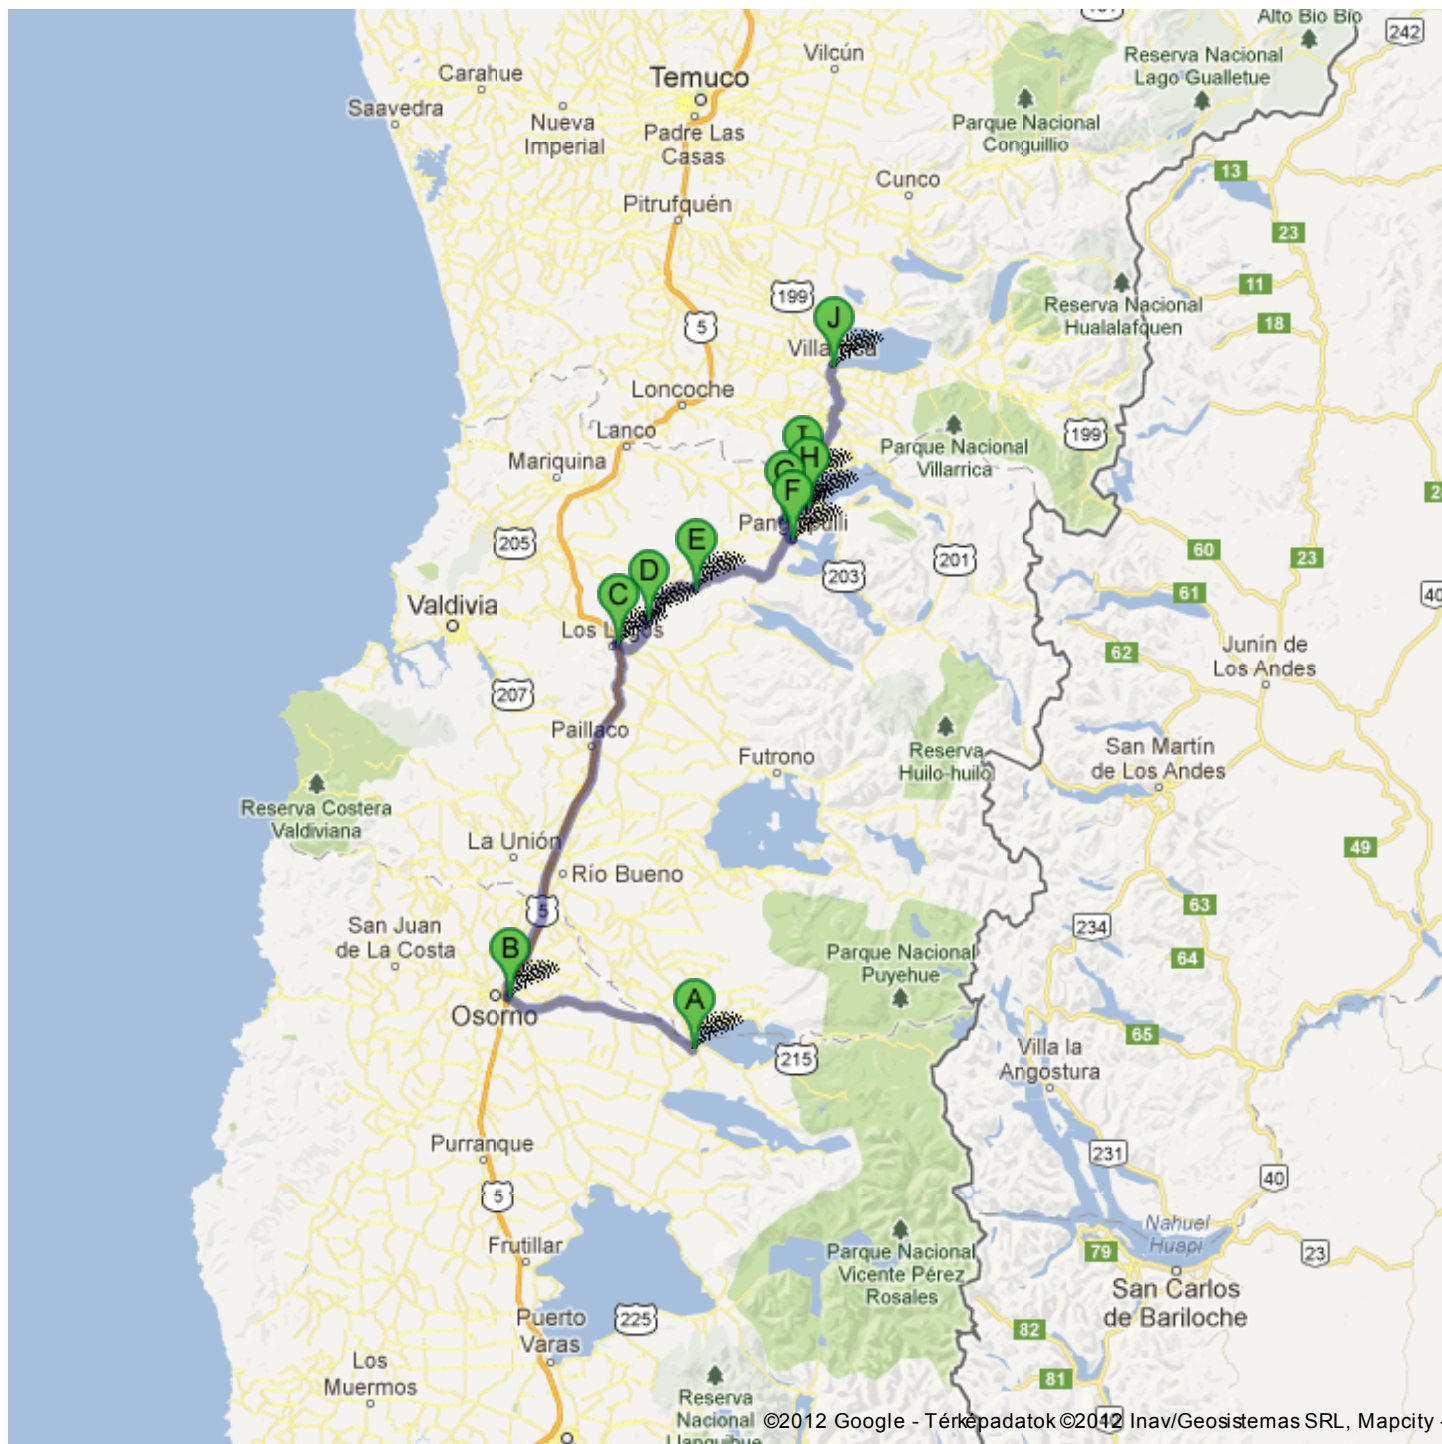 Alto Bio Bio
242
Vilcún
Reserva Nacional
Lago Gualletue
Carahue
Temuco
Saavedra
Nueva
Imperial
Padre Las
Casas
Parque Nacional
Conguillio
13
Cunco
Pitrufquén
23
11
199
Reserva Nacional
Hualalafquen
18
J
5
Loncoche
Lanco
Mariquina
Parque Nacional
Villarrica
199
I
H
F
E
205
60
23
201
203
61
D
C
Valdivia
62
Junín de
Los Andes
207
Paillaco
Futrono
Reserva
Huilo-huilo
San Martín
de Los Andes
Reserva Costera
Valdiviana
La Unión
49
Río Bueno
5
63
San Juan
de La Costa
234
B
Parque Nacional
Puyehue
64
A
Osorno
65
215
Villa la
Angostura
Purranque
231
40
5
Nahuel
Huapi
Frutillar
79
23
Parque Nacional
Vicente Pérez
Rosales
San Carlos
de Bariloche
Puerto
Varas
225
82
Los
Muermos
81
Reserva
Nacional
©2012 Google - Térképadatok ©2012 Inav/Geosistemas SRL, Mapcity -